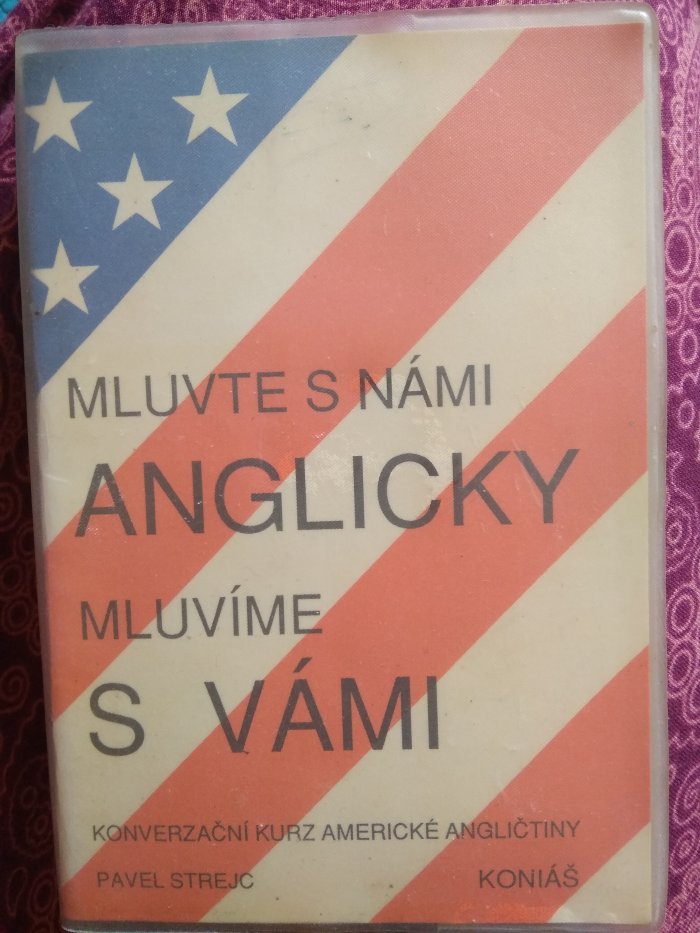 MLUVTE S NÁMI
ANGLICKY
MLUVÍME
S VÁMI
KONVERZAČNÍ KURZ AMERICKÉ ANGLIČTINY
PAVEL STREJC KONIÁŠ